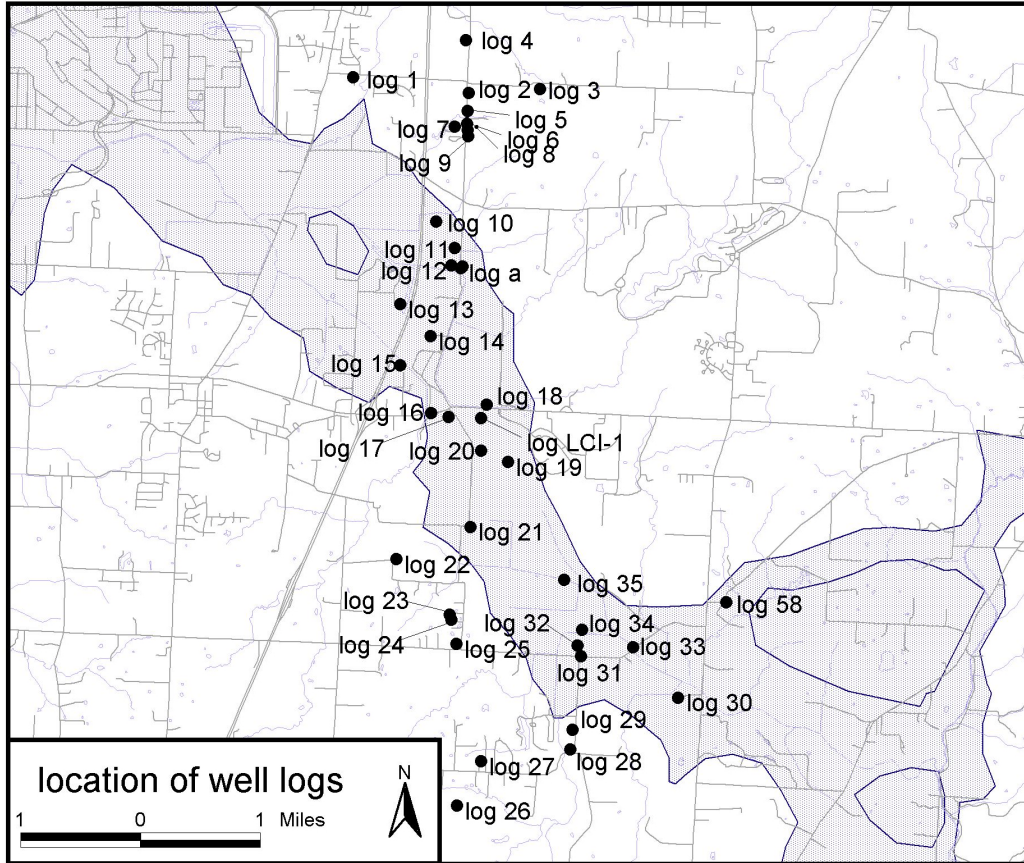 log 4
log 1
log 2
log 3
log 5
log 7
log 6
log 8
log 9
log 10
log 11
log 12
log a
log 13
log 14
log 15
log 18
log 16
log 17
log LCI-1
log 20
log 19
log 21
log 22
log 35
log 23
log 58
log 32
log 34
log 24
log 25
log 33
log 31
log 30
log 29
log 28
log 27
log 26
location of well logs
N
1 0 1 Miles